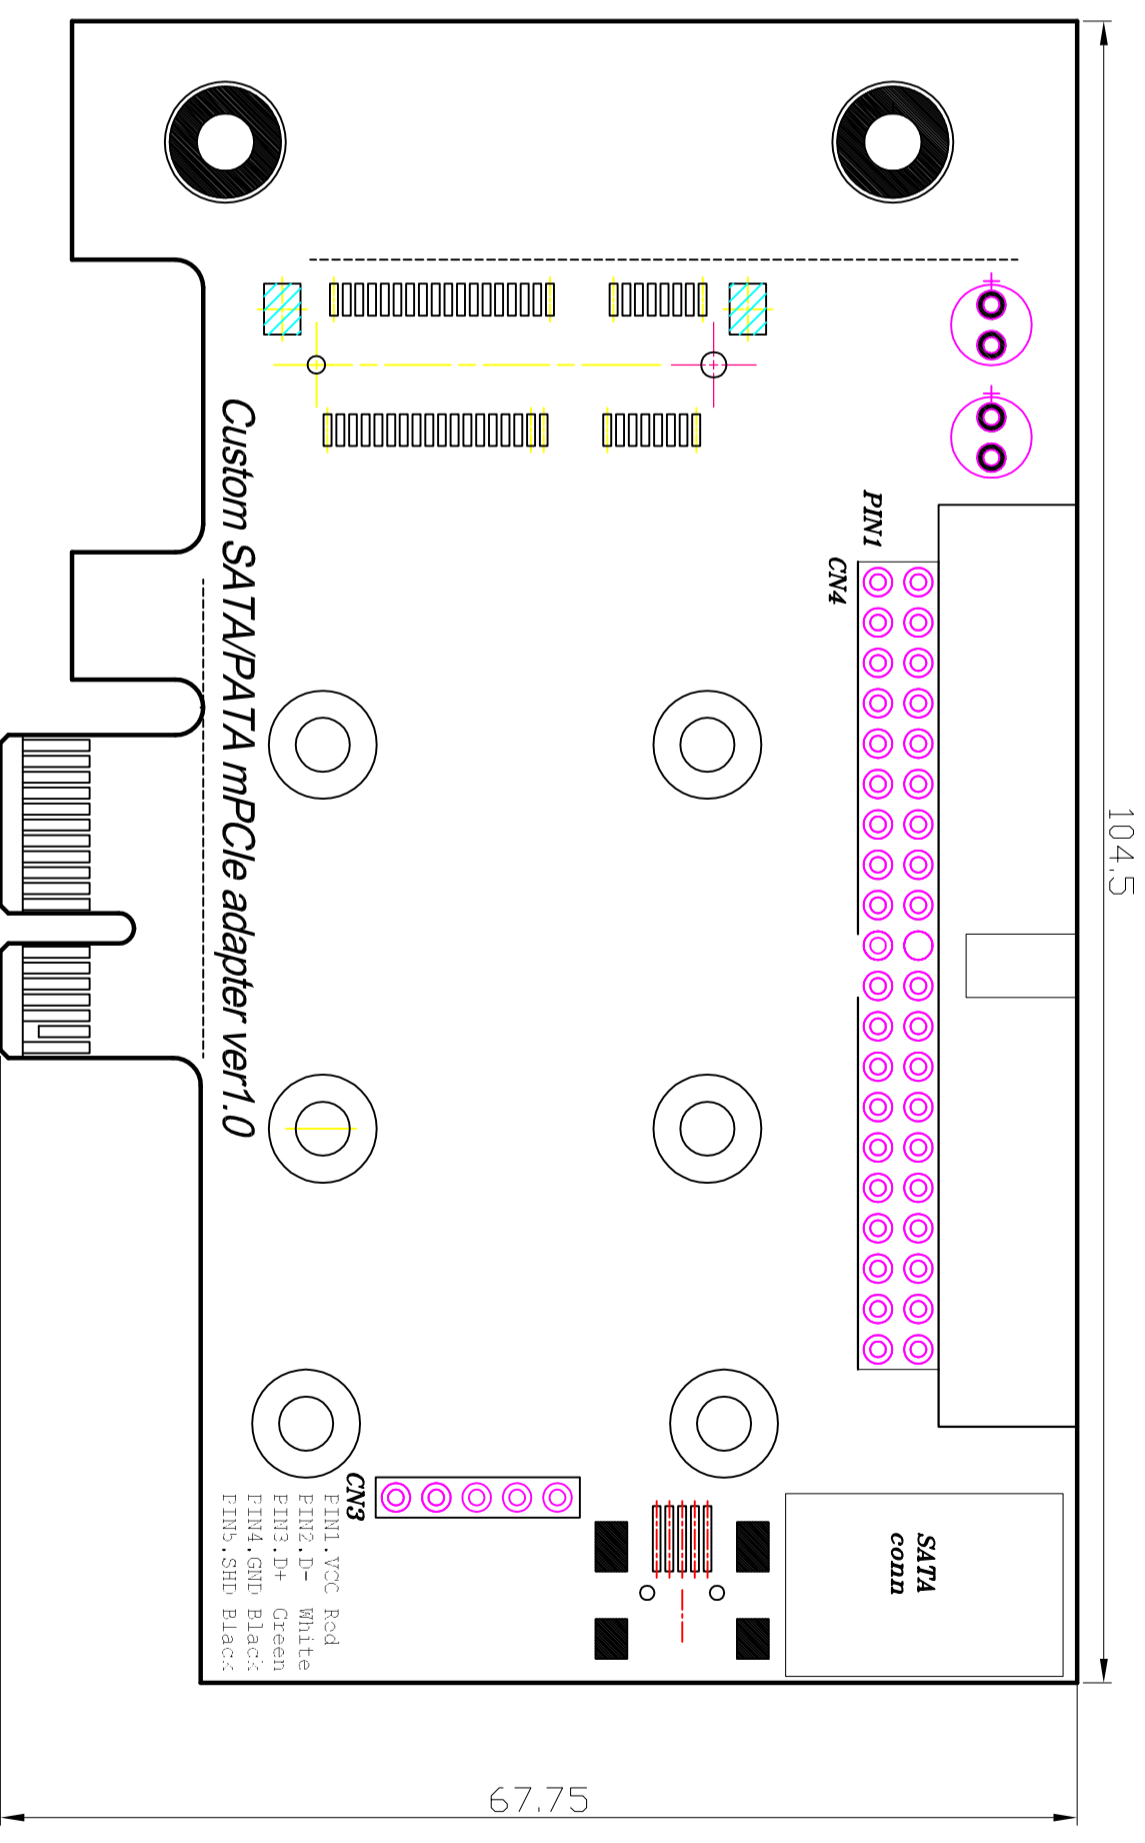 104.5
PIN1
CN4
SATA
conn
Custom SATA/PATA mPCIe adapter ver1.0
CN3
PIN1.VCC Red
PIN2.D- White
PIN3.D+ Green
PIN4.GND Black
PIN5.SHD Black
67.75